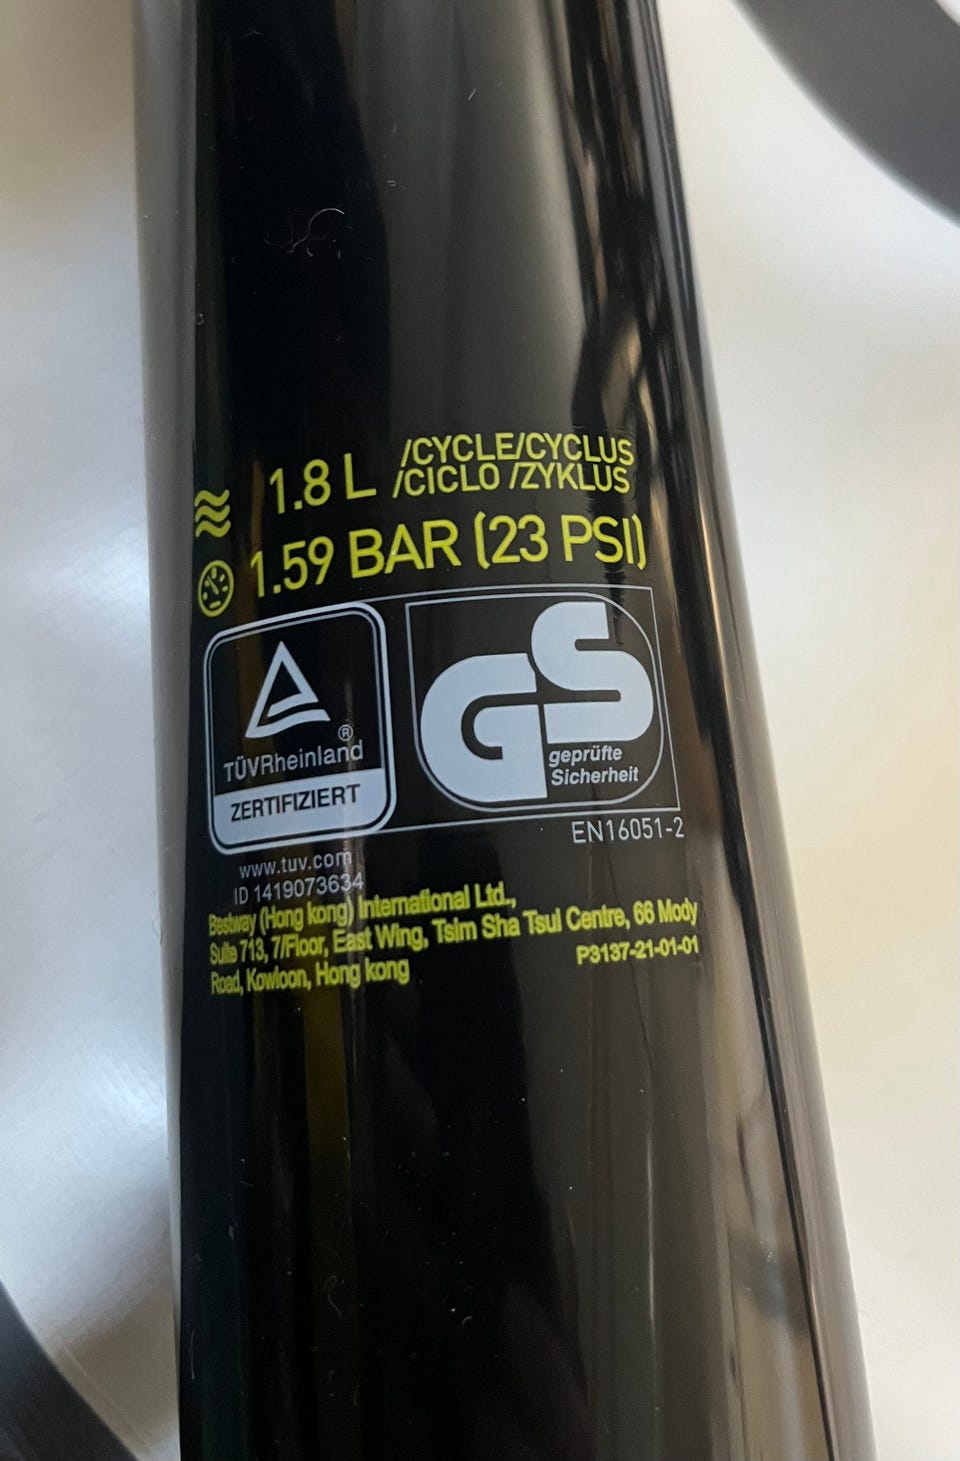 1.8 L /CYCLE/CYCLUS
/CICLO /ZYKLUS
1.59 BAR (23 PSI)
TÜVRheinland®
ZERTIFIZIERT
GS
geprüfte
Sicherheit
EN16051-2
www.tuv.com
ID 1419073634
Bestway (Hong kong) International Ltd.,
Suite 713, 7/Floor, East Wing, Tsim Sha Tsui Centre, 66 Mody
Road, Kowloon, Hong kong
P3137-21-01-01